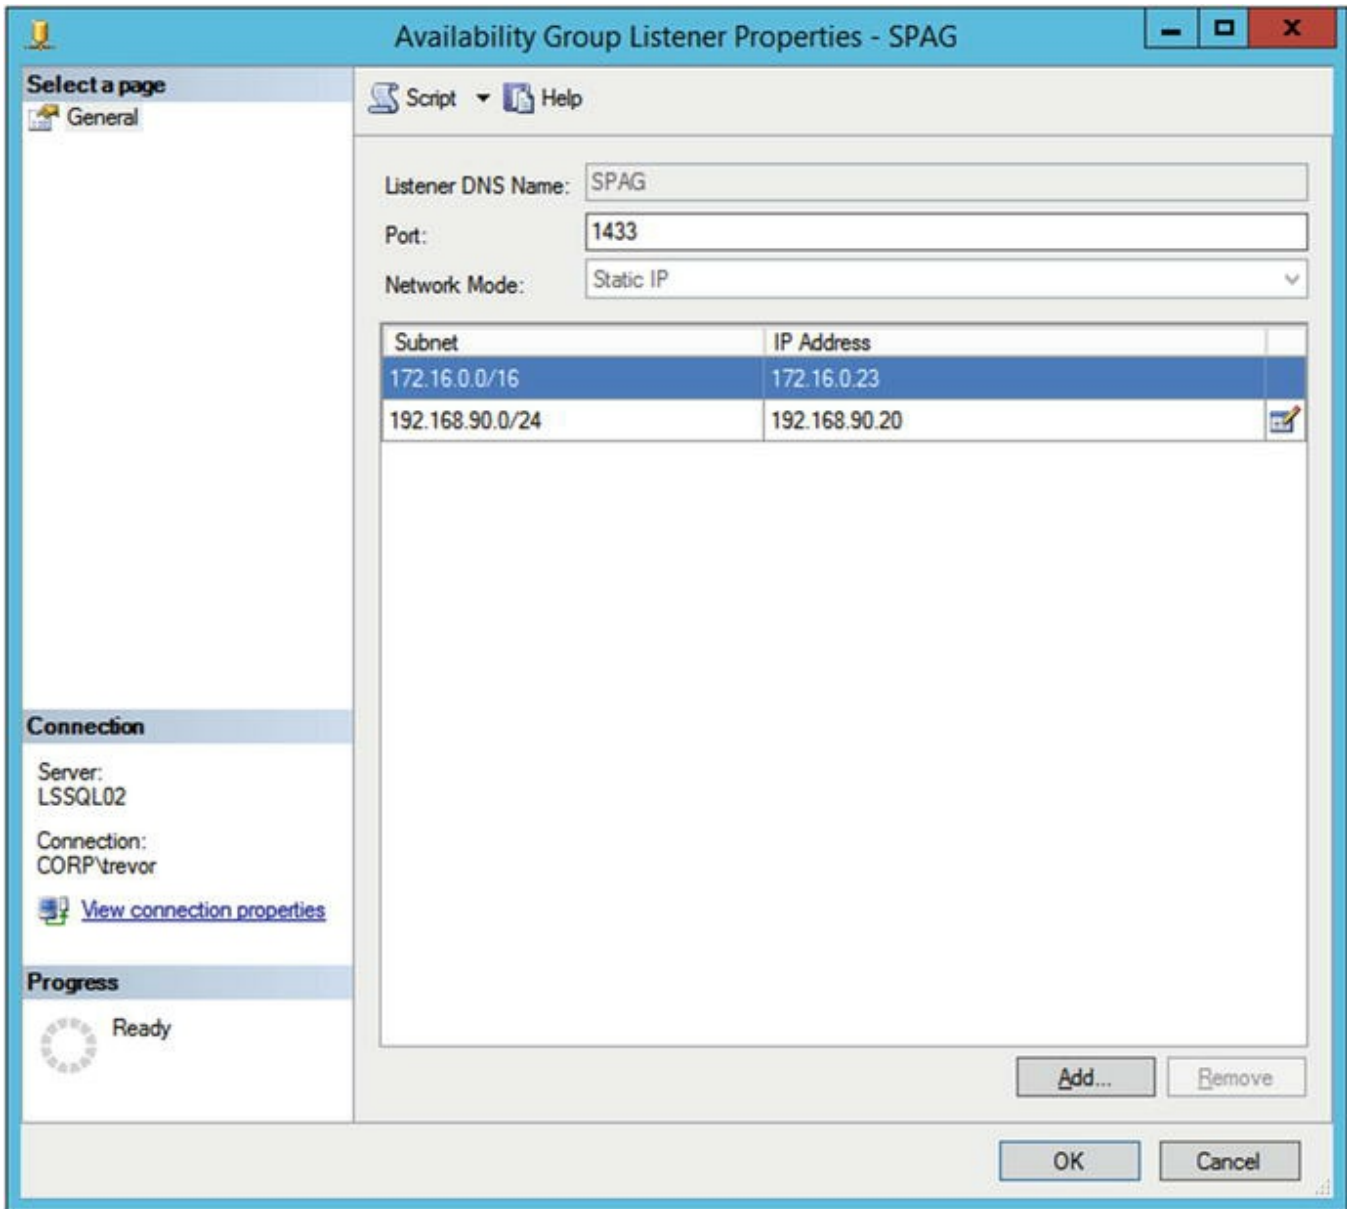 Availability Group Listener Properties - SPAG
Select a page
General
Script Help
Listener DNS Name: SPAG
Port: 1433
Network Mode: Static IP
Subnet IP Address
172.16.0.0/16 172.16.0.23
192.168.90.0/24 192.168.90.20
Connection
Server:
LSSQL02
Connection:
CORP\trevor
View connection properties
Progress
Ready
Add... Remove
OK Cancel